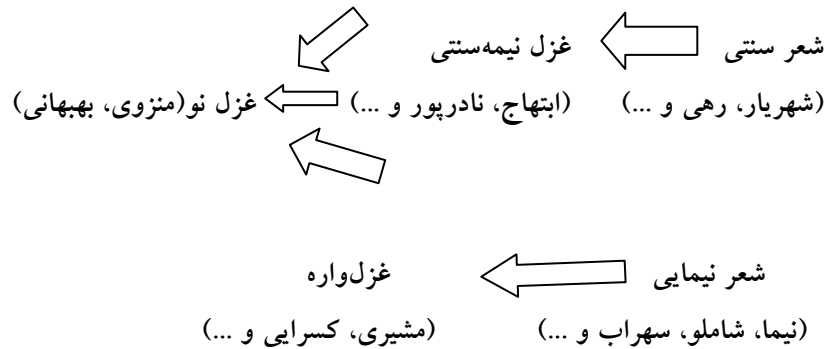 شعر سنتی غزل نیمه‌سنتی
(شهریار، رهی و ...) (ابتهاج، نادرپور و ...) غزل نو(منزوی، بهبهانی)
شعر نیمایی غزل‌واره
(نیما، شاملو، سهراب و ...) (مشیری، کسرایی و ...)